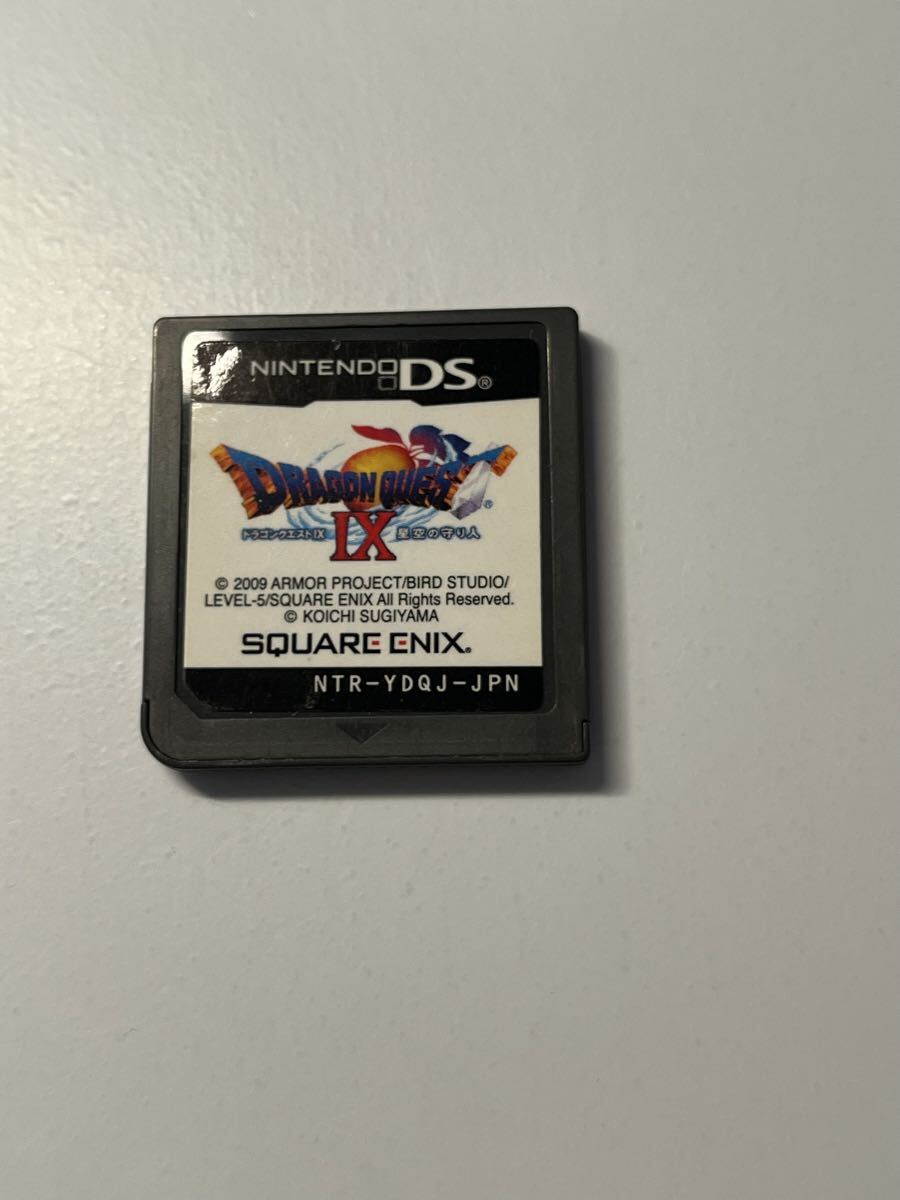 NINTENDO DS®
DRAGON QUEST®
IX
ドラゴンクエストIX 星空の守り人
© 2009 ARMOR PROJECT/BIRD STUDIO/
LEVEL-5/SQUARE ENIX All Rights Reserved.
© KOICHI SUGIYAMA
SQUARE ENIX®
NTR-YDQJ-JPN